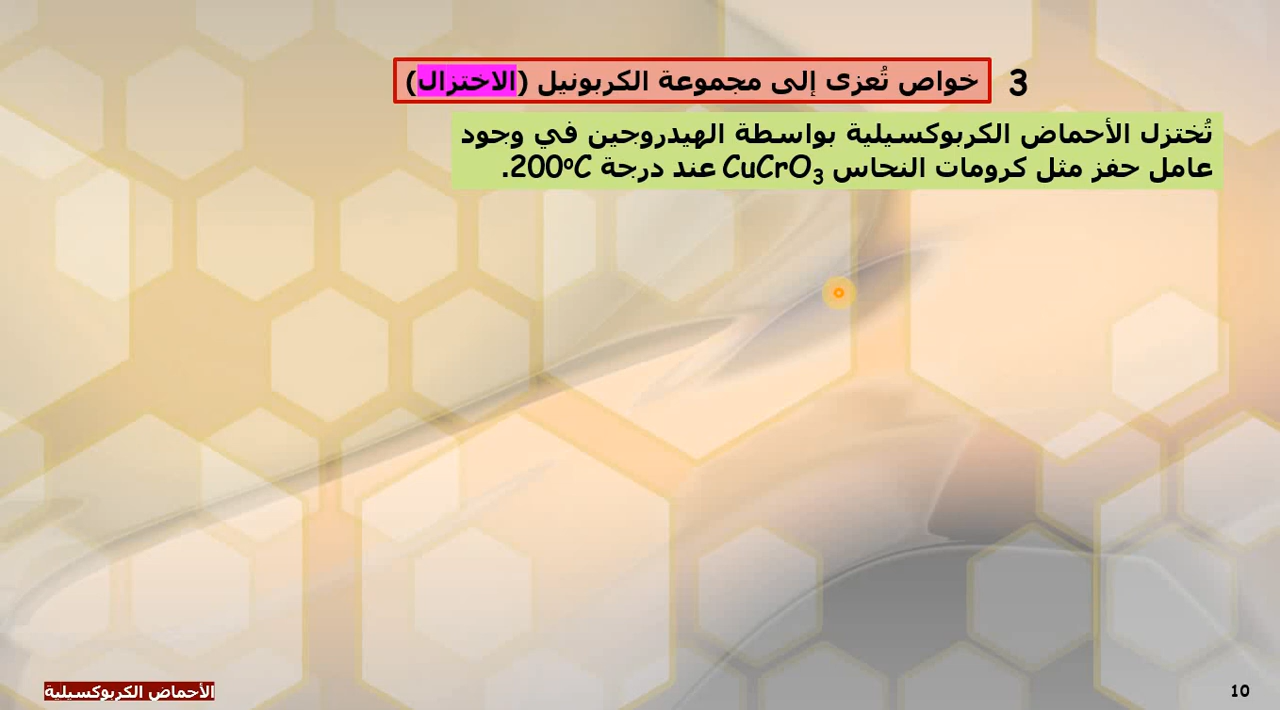 3 خواص تُعزى إلى مجموعة الكربونيل (الاختزال)
تُختزل الأحماض الكربوكسيلية بواسطة الهيدروجين في وجود
عامل حفز مثل كرومات النحاس CuCrO₃ عند درجة 200ºC.
الأحماض الكربوكسيلية
10